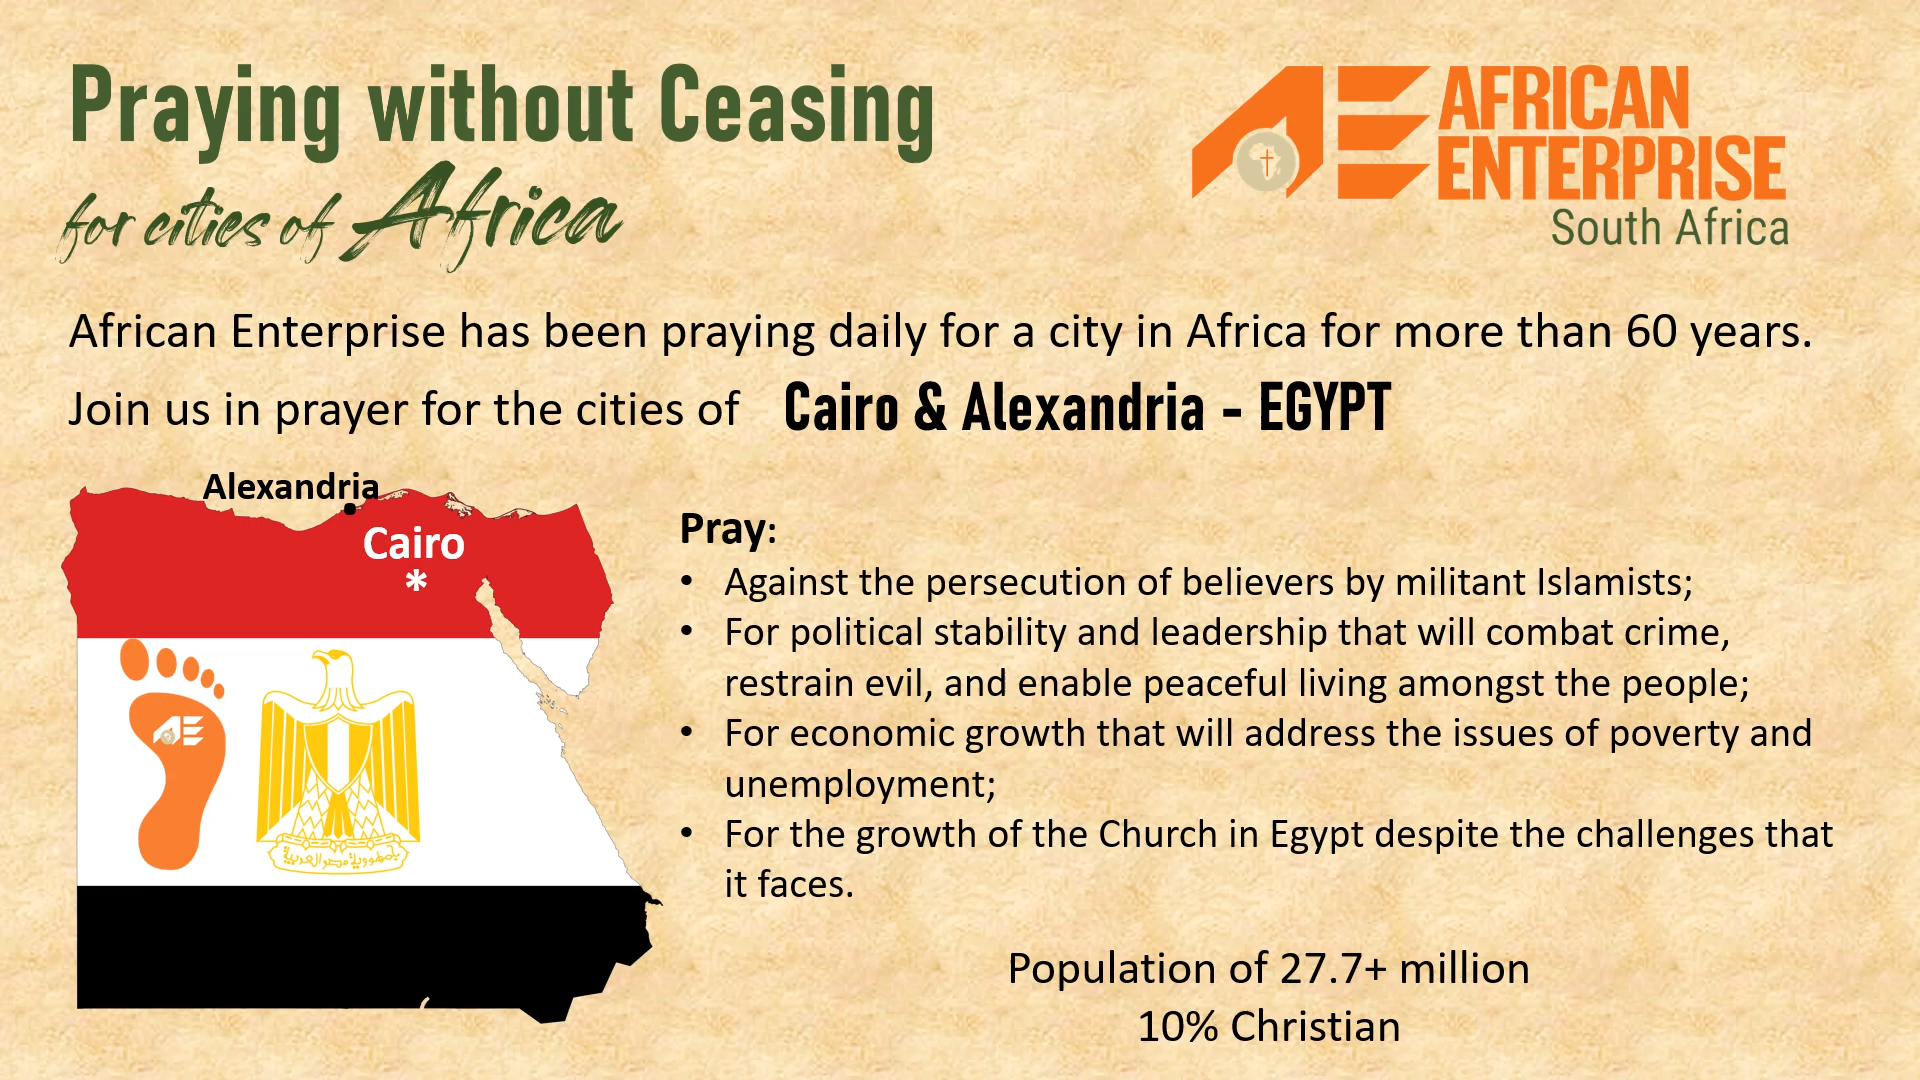 Praying without Ceasing
for cities of Africa
AFRICAN
ENTERPRISE
South Africa
African Enterprise has been praying daily for a city in Africa for more than 60 years.
Join us in prayer for the cities of Cairo & Alexandria - EGYPT
Alexandria
Cairo
*
AE
Pray:
• Against the persecution of believers by militant Islamists;
• For political stability and leadership that will combat crime,
restrain evil, and enable peaceful living amongst the people;
• For economic growth that will address the issues of poverty and
unemployment;
• For the growth of the Church in Egypt despite the challenges that
it faces.
Population of 27.7+ million
10% Christian